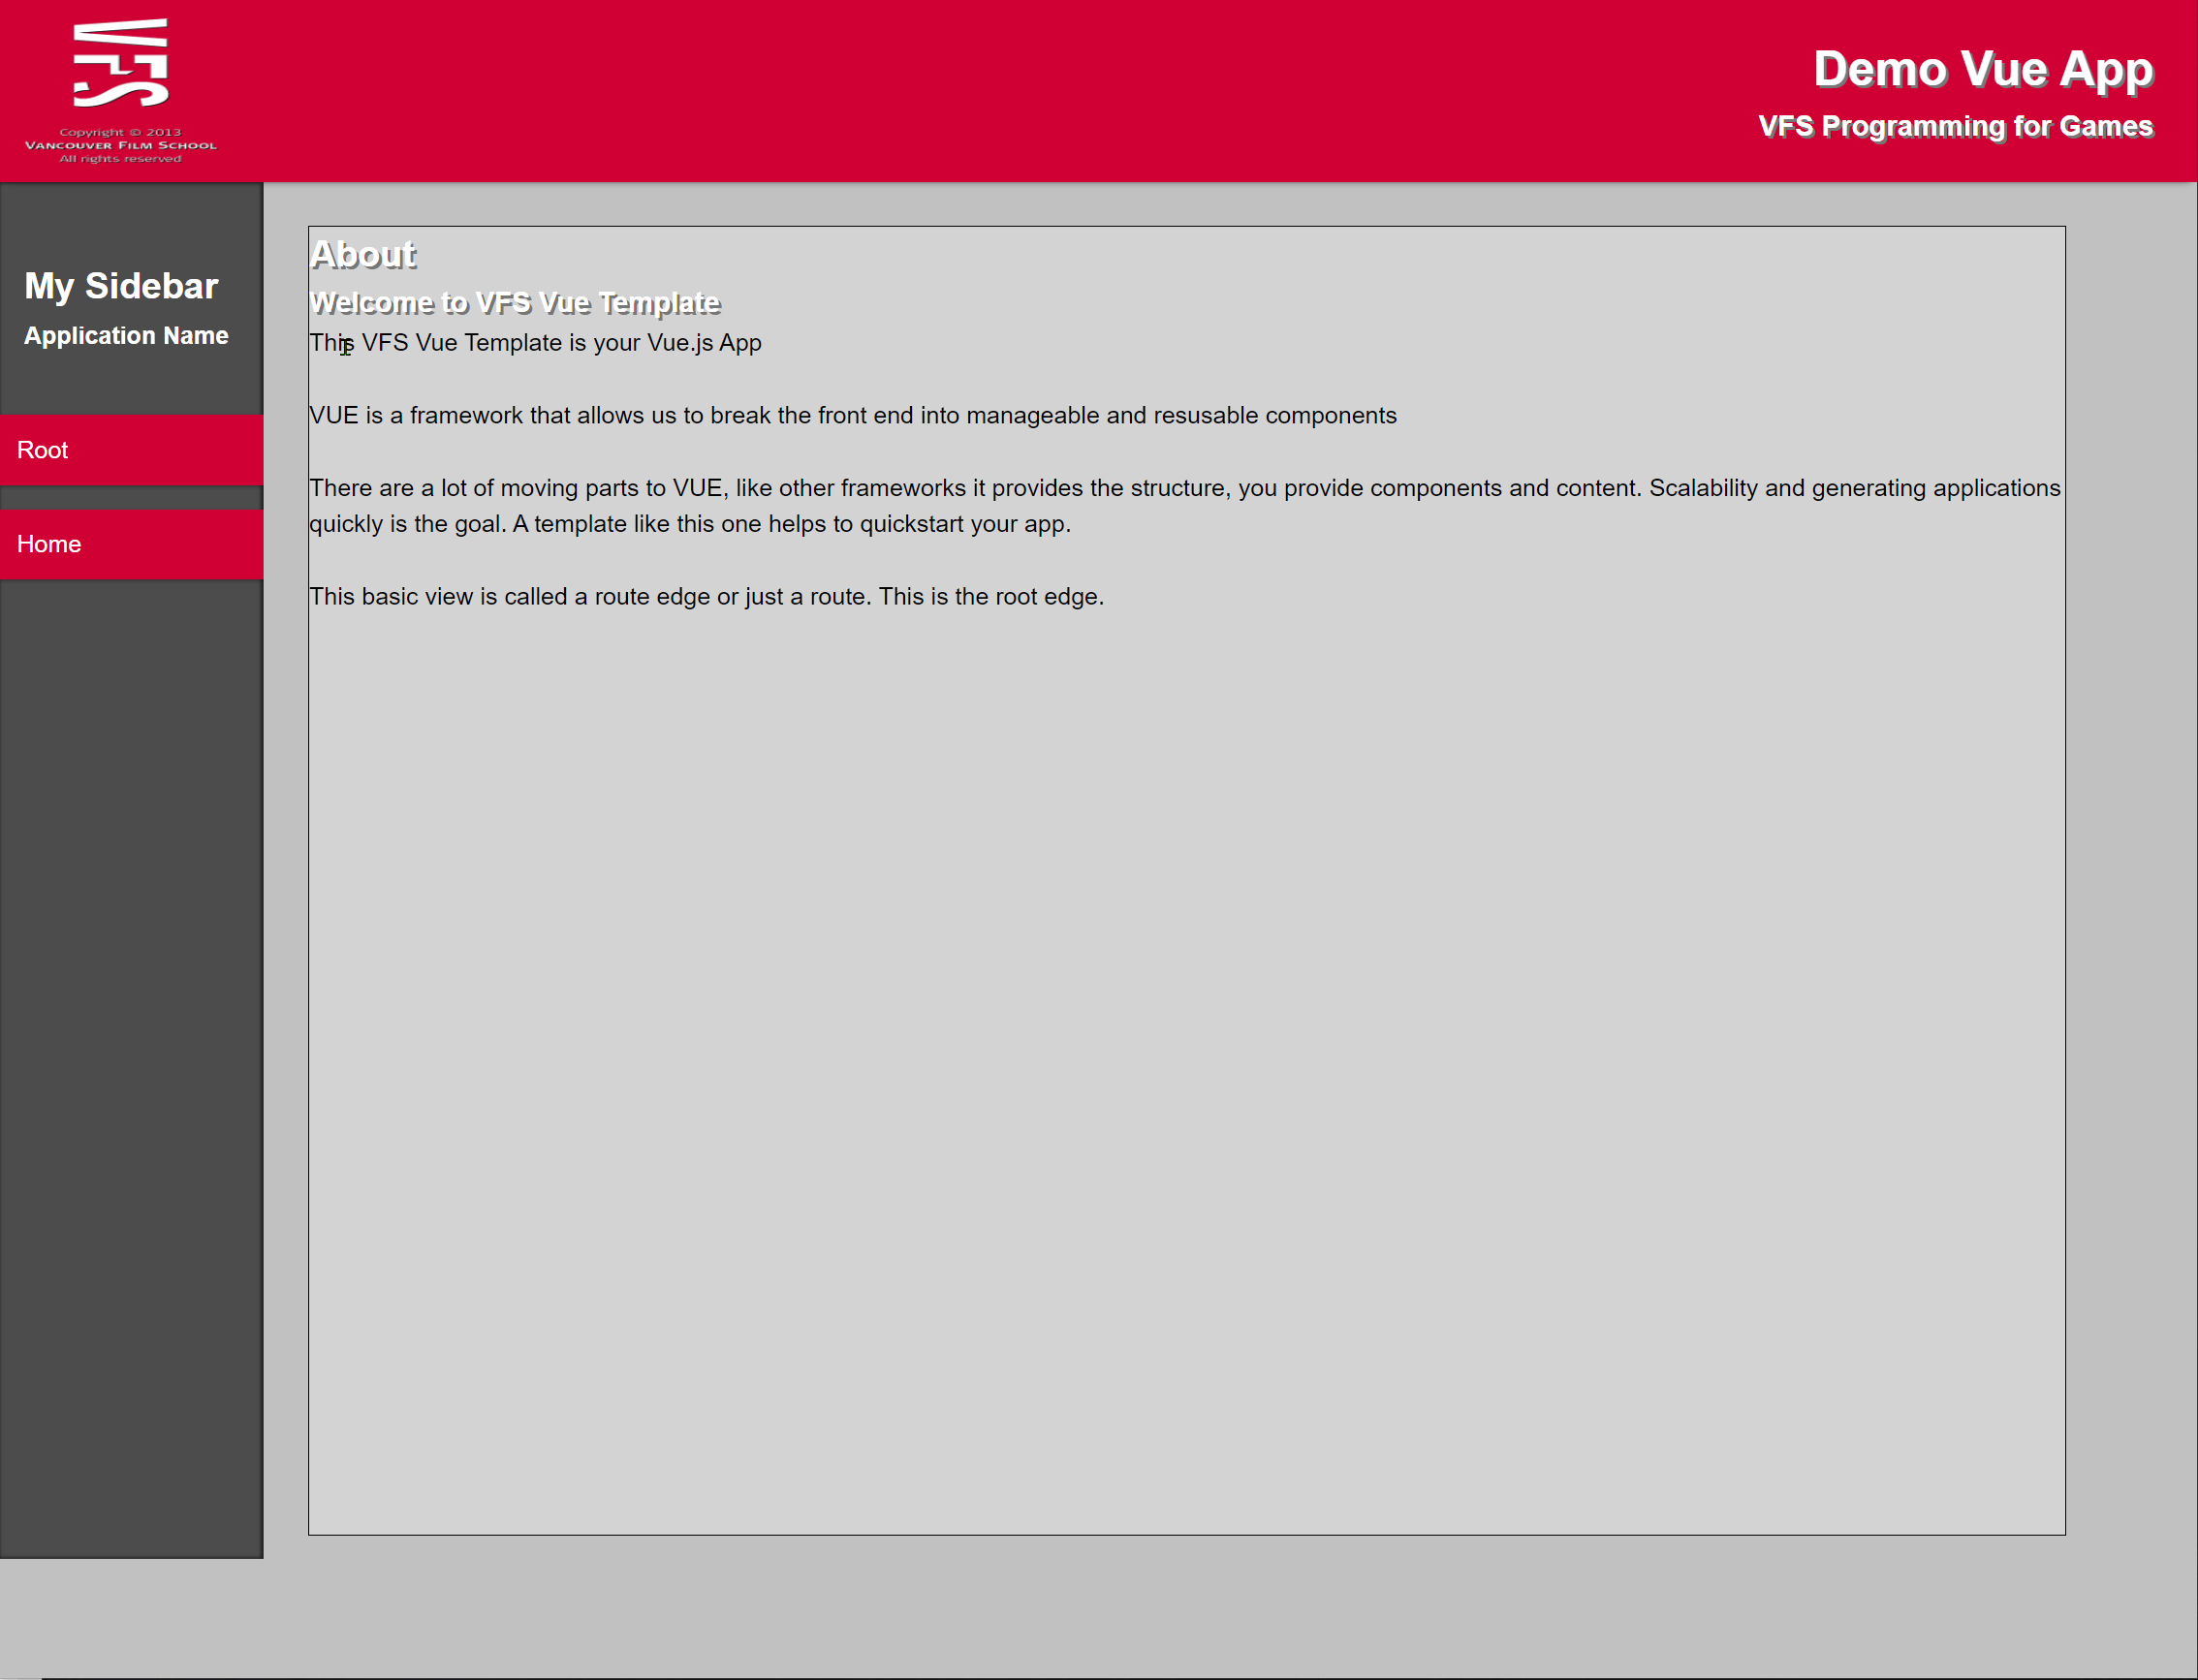 VFS
Copyright © 2013
VANCOUVER FILM SCHOOL
All rights reserved
Demo Vue App
VFS Programming for Games
My Sidebar
Application Name
Root
Home
About
Welcome to VFS Vue Template
This VFS Vue Template is your Vue.js App
VUE is a framework that allows us to break the front end into manageable and resusable components
There are a lot of moving parts to VUE, like other frameworks it provides the structure, you provide components and content. Scalability and generating applications
quickly is the goal. A template like this one helps to quickstart your app.
This basic view is called a route edge or just a route. This is the root edge.